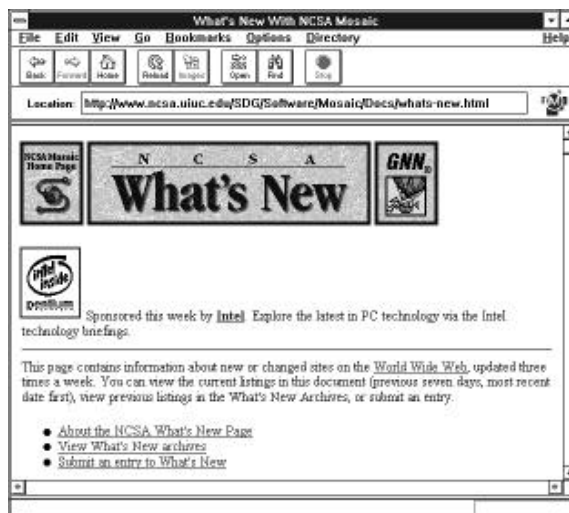 What's New With NCSA Mosaic
File Edit View Go Bookmarks Options Directory Help
Back Forward Home Reload Images Open Find Stop
Location: http://www.ncsa.uiuc.edu/SDG/Software/Mosaic/Docs/whats-new.html
NCSA Mosaic
Home Page
N C S A
What's New
GNN
intel
inside
pentium
Sponsored this week by Intel. Explore the latest in PC technology via the Intel
technology briefings.
This page contains information about new or changed sites on the World Wide Web, updated three
times a week. You can view the current listings in this document (previous seven days, most recent
date first), view previous listings in the What's New Archives, or submit an entry.
About the NCSA What's New Page
View What's New archives
Submit an entry to What's New